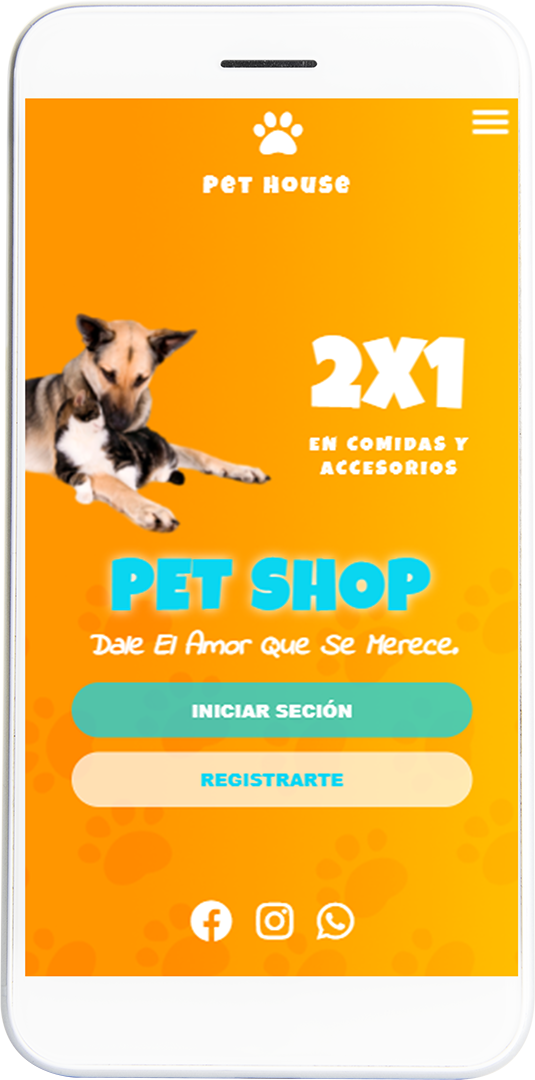 PET HOUSE
2X1
EN COMIDAS Y
ACCESORIOS
PET SHOP
Dale El Amor Que Se Merece.
INICIAR SECIÓN
REGISTRARTE